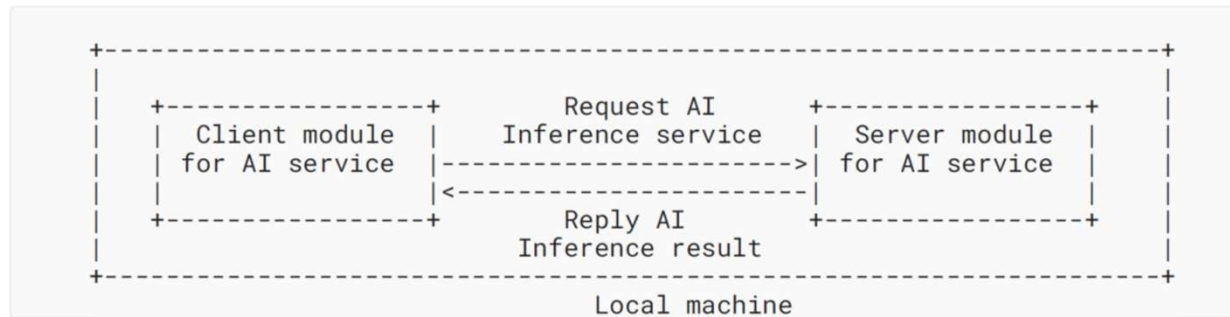 +---------------------------------------------------------------------+
|                                                                     |
|   +-----------------+        Request AI      +-----------------+    |
|   |  Client module  |    Inference service   |  Server module  |    |
|   | for AI service  |----------------------->| for AI service  |    |
|   |                 |<-----------------------|                 |    |
|   +-----------------+        Reply AI        +-----------------+    |
|                           Inference result                          |
+---------------------------------------------------------------------+
Local machine